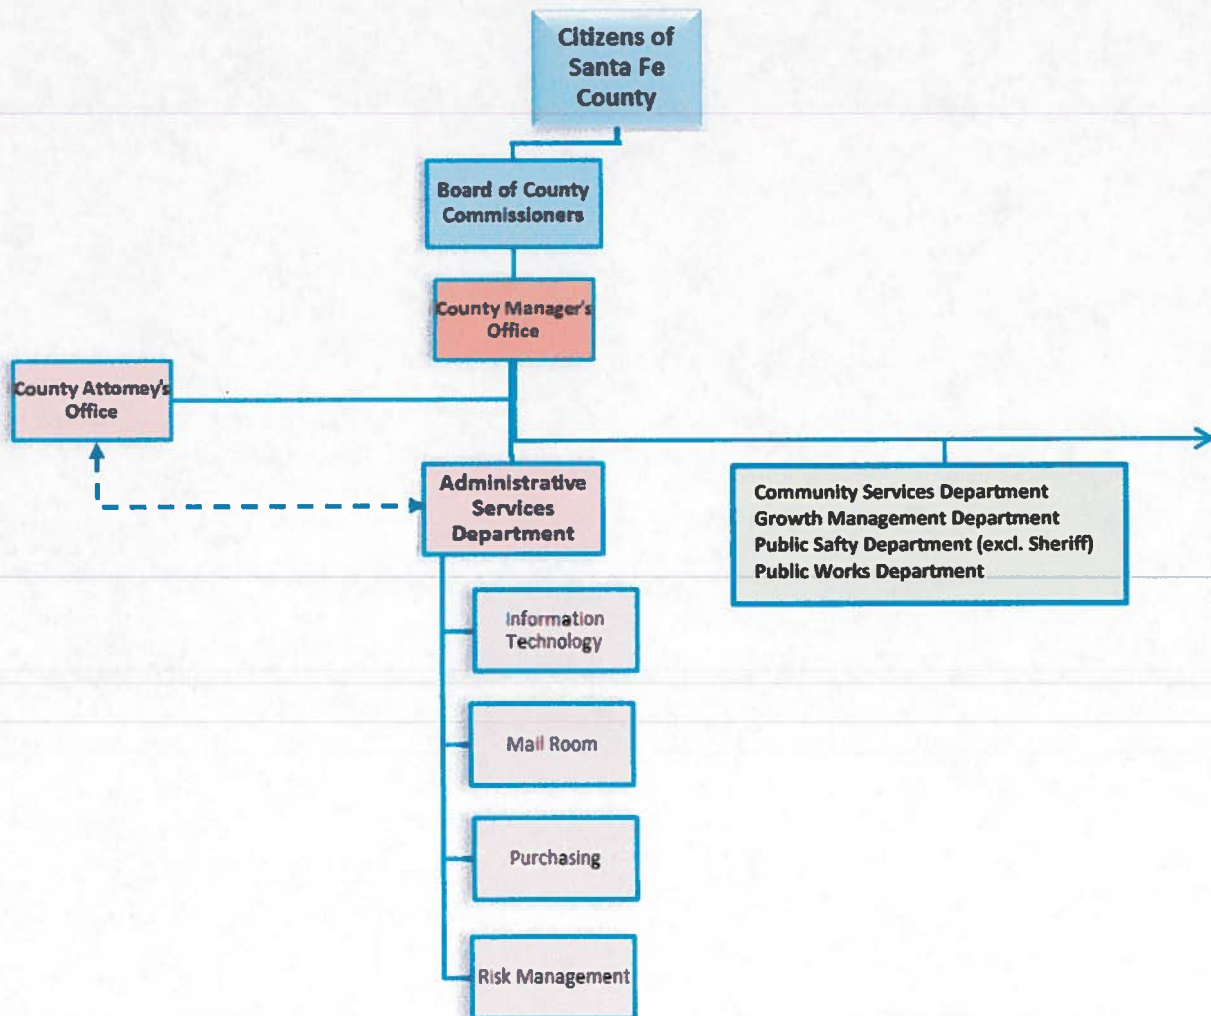 Citizens of
Santa Fe
County
Board of County
Commissioners
County Manager's
Office
County Attorney's
Office
Administrative
Services
Department
Community Services Department
Growth Management Department
Public Safty Department (excl. Sheriff)
Public Works Department
Information
Technology
Mail Room
Purchasing
Risk Management